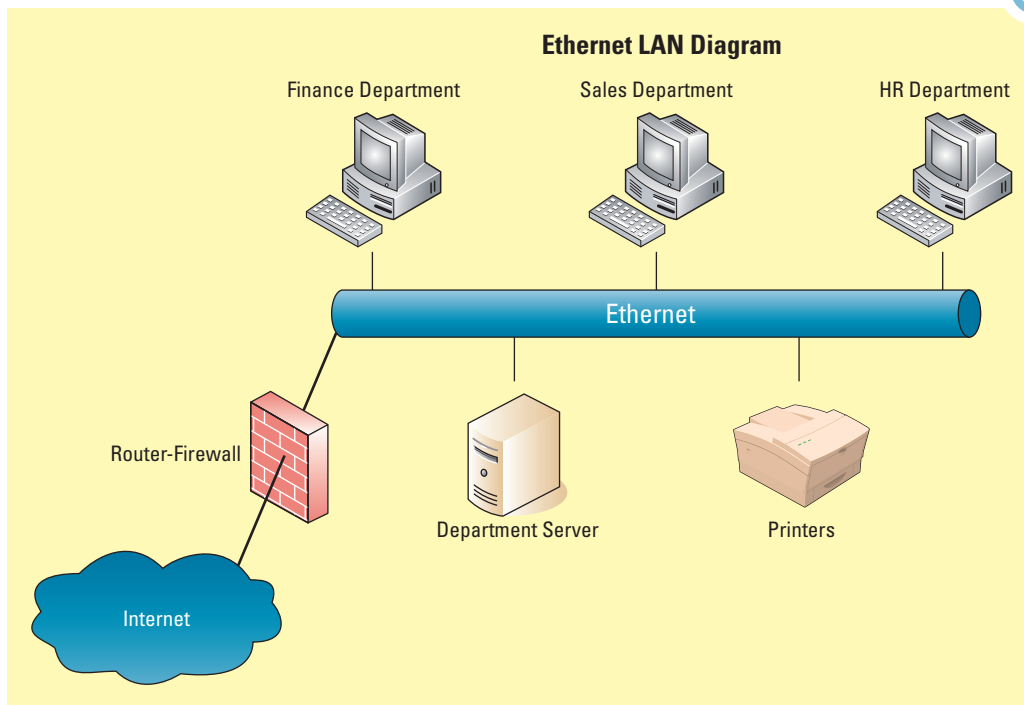 Ethernet LAN Diagram
Finance Department
Sales Department
HR Department
Ethernet
Router-Firewall
Department Server
Printers
Internet